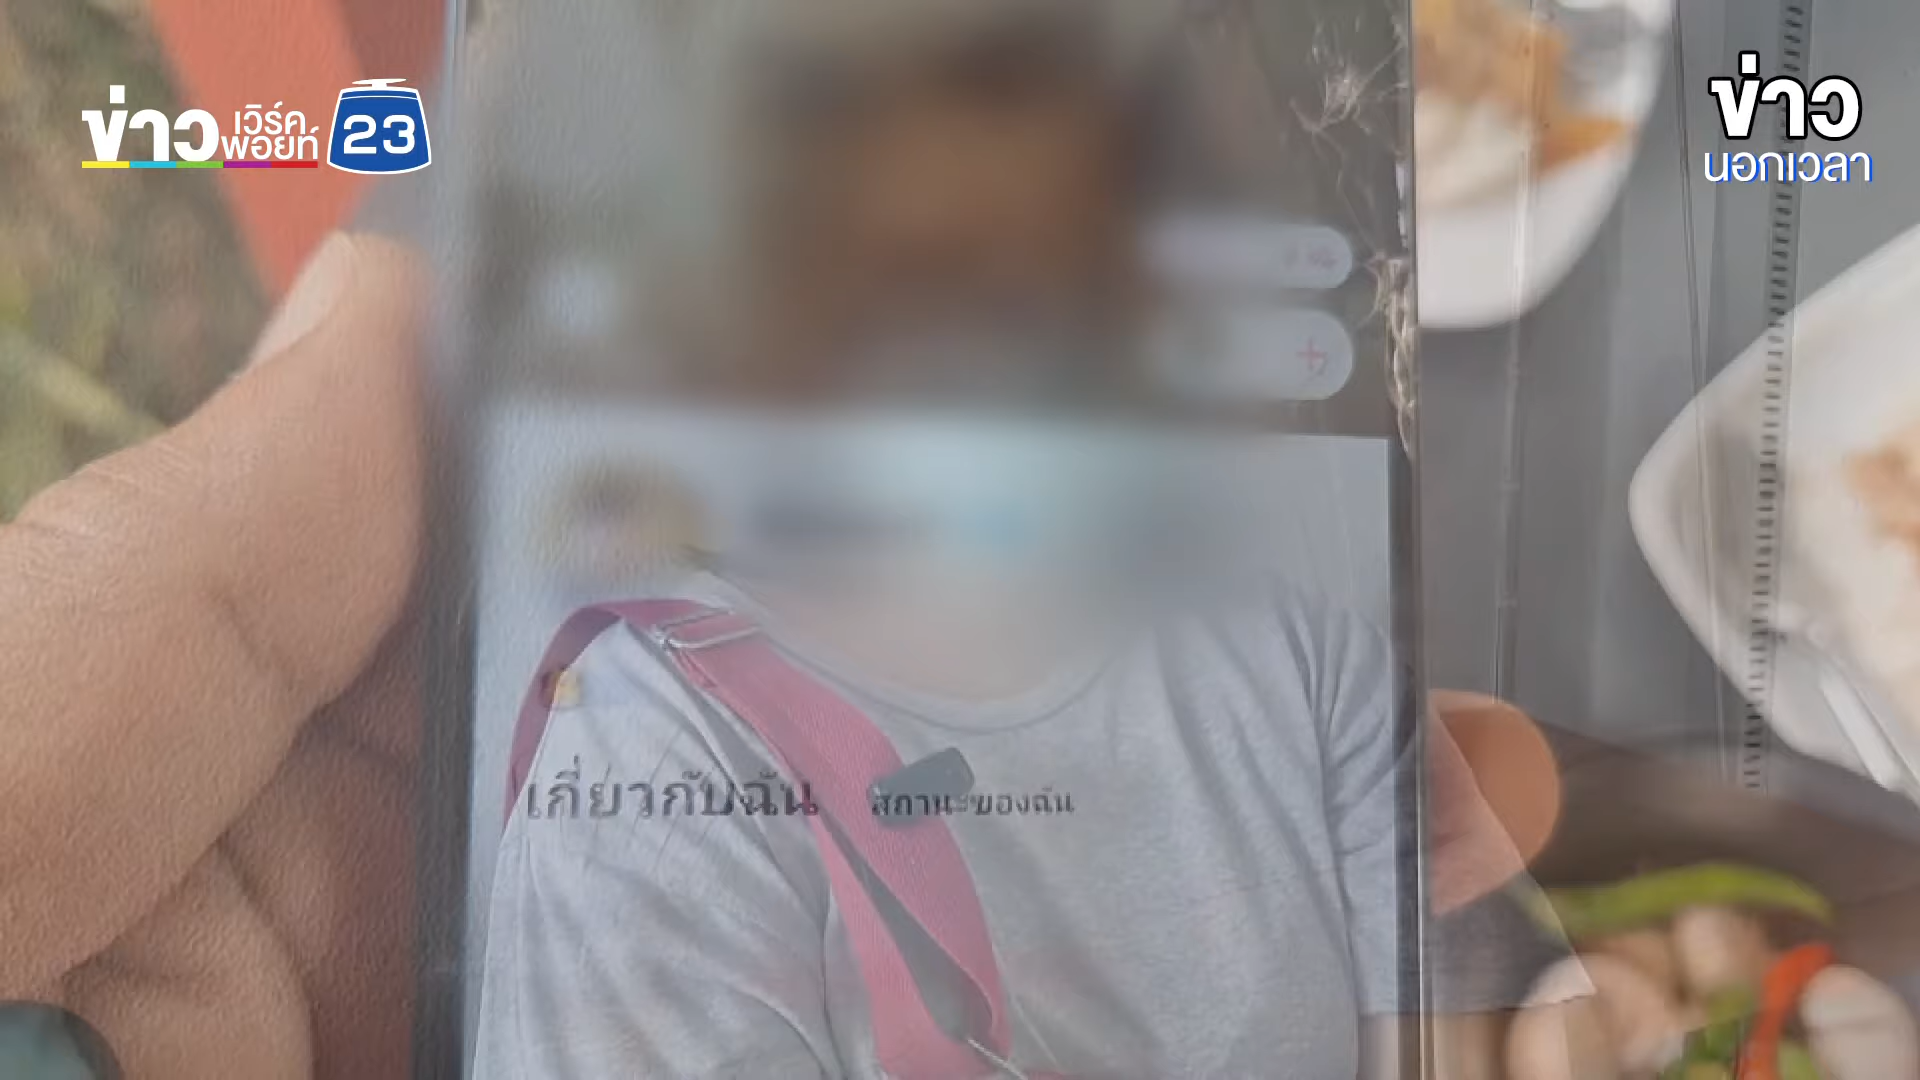 ข่าว
เวิร์ค
พอยท์
23
ข่าว
นอกเวลา
เกี่ยวกับฉัน
สถานะของฉัน